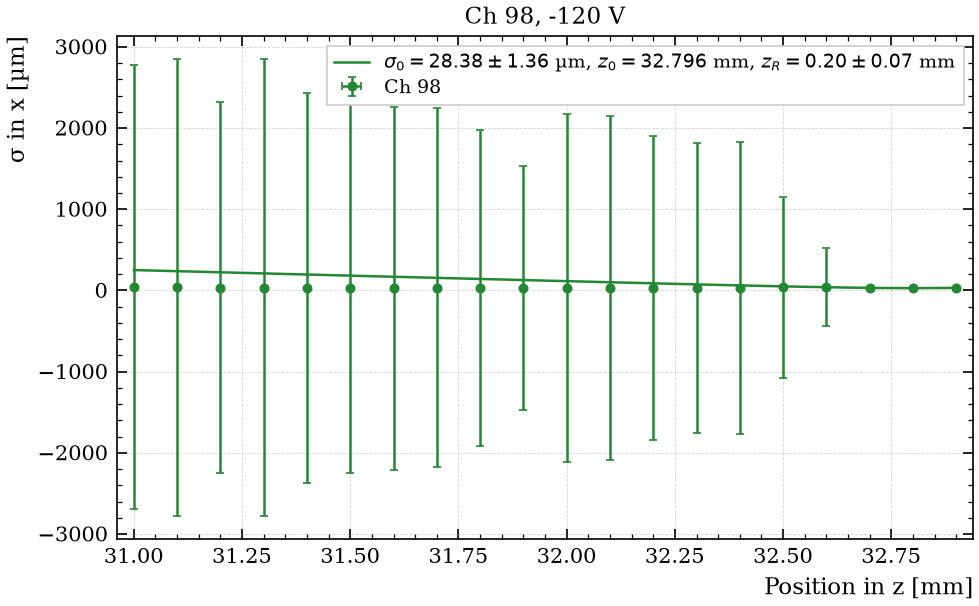 Ch 98, -120 V
σ in x [µm]
3000
2000
1000
0
−1000
−2000
−3000
σ₀ = 28.38 ± 1.36 µm, z₀ = 32.796 mm, z_R = 0.20 ± 0.07 mm
Ch 98
31.00 31.25 31.50 31.75 32.00 32.25 32.50 32.75
Position in z [mm]